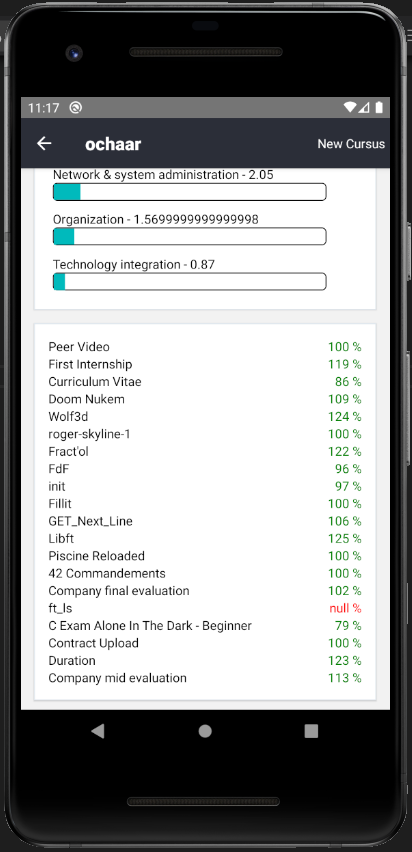 11:17
ochaar New Cursus
Network & system administration - 2.05
Organization - 1.5699999999999998
Technology integration - 0.87
Peer Video 100 %
First Internship 119 %
Curriculum Vitae 86 %
Doom Nukem 109 %
Wolf3d 124 %
roger-skyline-1 100 %
Fract'ol 122 %
FdF 96 %
init 97 %
Fillit 100 %
GET_Next_Line 106 %
Libft 125 %
Piscine Reloaded 100 %
42 Commandements 100 %
Company final evaluation 102 %
ft_ls null %
C Exam Alone In The Dark - Beginner 79 %
Contract Upload 100 %
Duration 123 %
Company mid evaluation 113 %